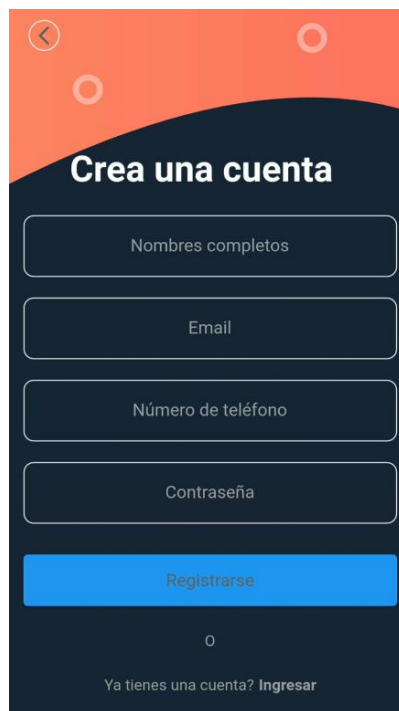 Crea una cuenta
Nombres completos
Email
Número de teléfono
Contraseña
Registrarse
O
Ya tienes una cuenta? Ingresar